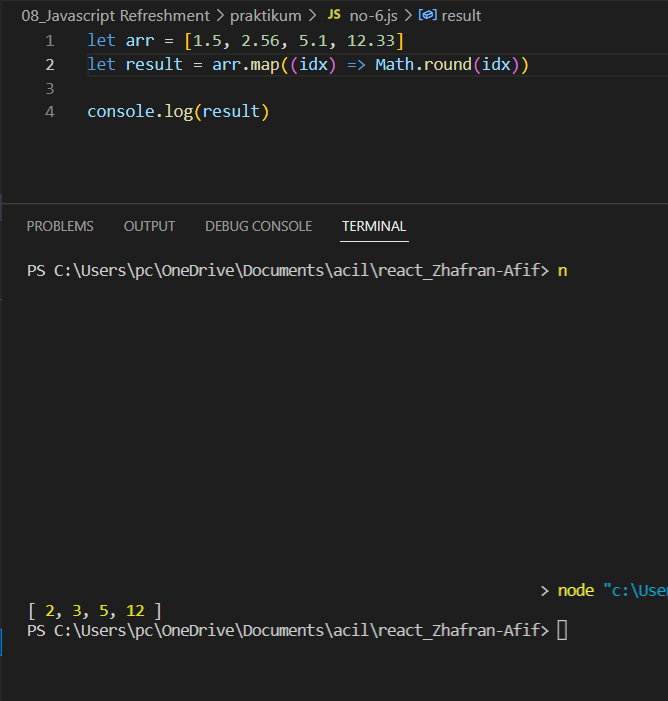 08_Javascript Refreshment > praktikum > JS no-6.js > result
1 let arr = [1.5, 2.56, 5.1, 12.33]
2 let result = arr.map((idx) => Math.round(idx))
3
4 console.log(result)
PROBLEMS OUTPUT DEBUG CONSOLE TERMINAL
PS C:\Users\pc\OneDrive\Documents\acil\react_Zhafran-Afif> n
> node "c:\User
[ 2, 3, 5, 12 ]
PS C:\Users\pc\OneDrive\Documents\acil\react_Zhafran-Afif>